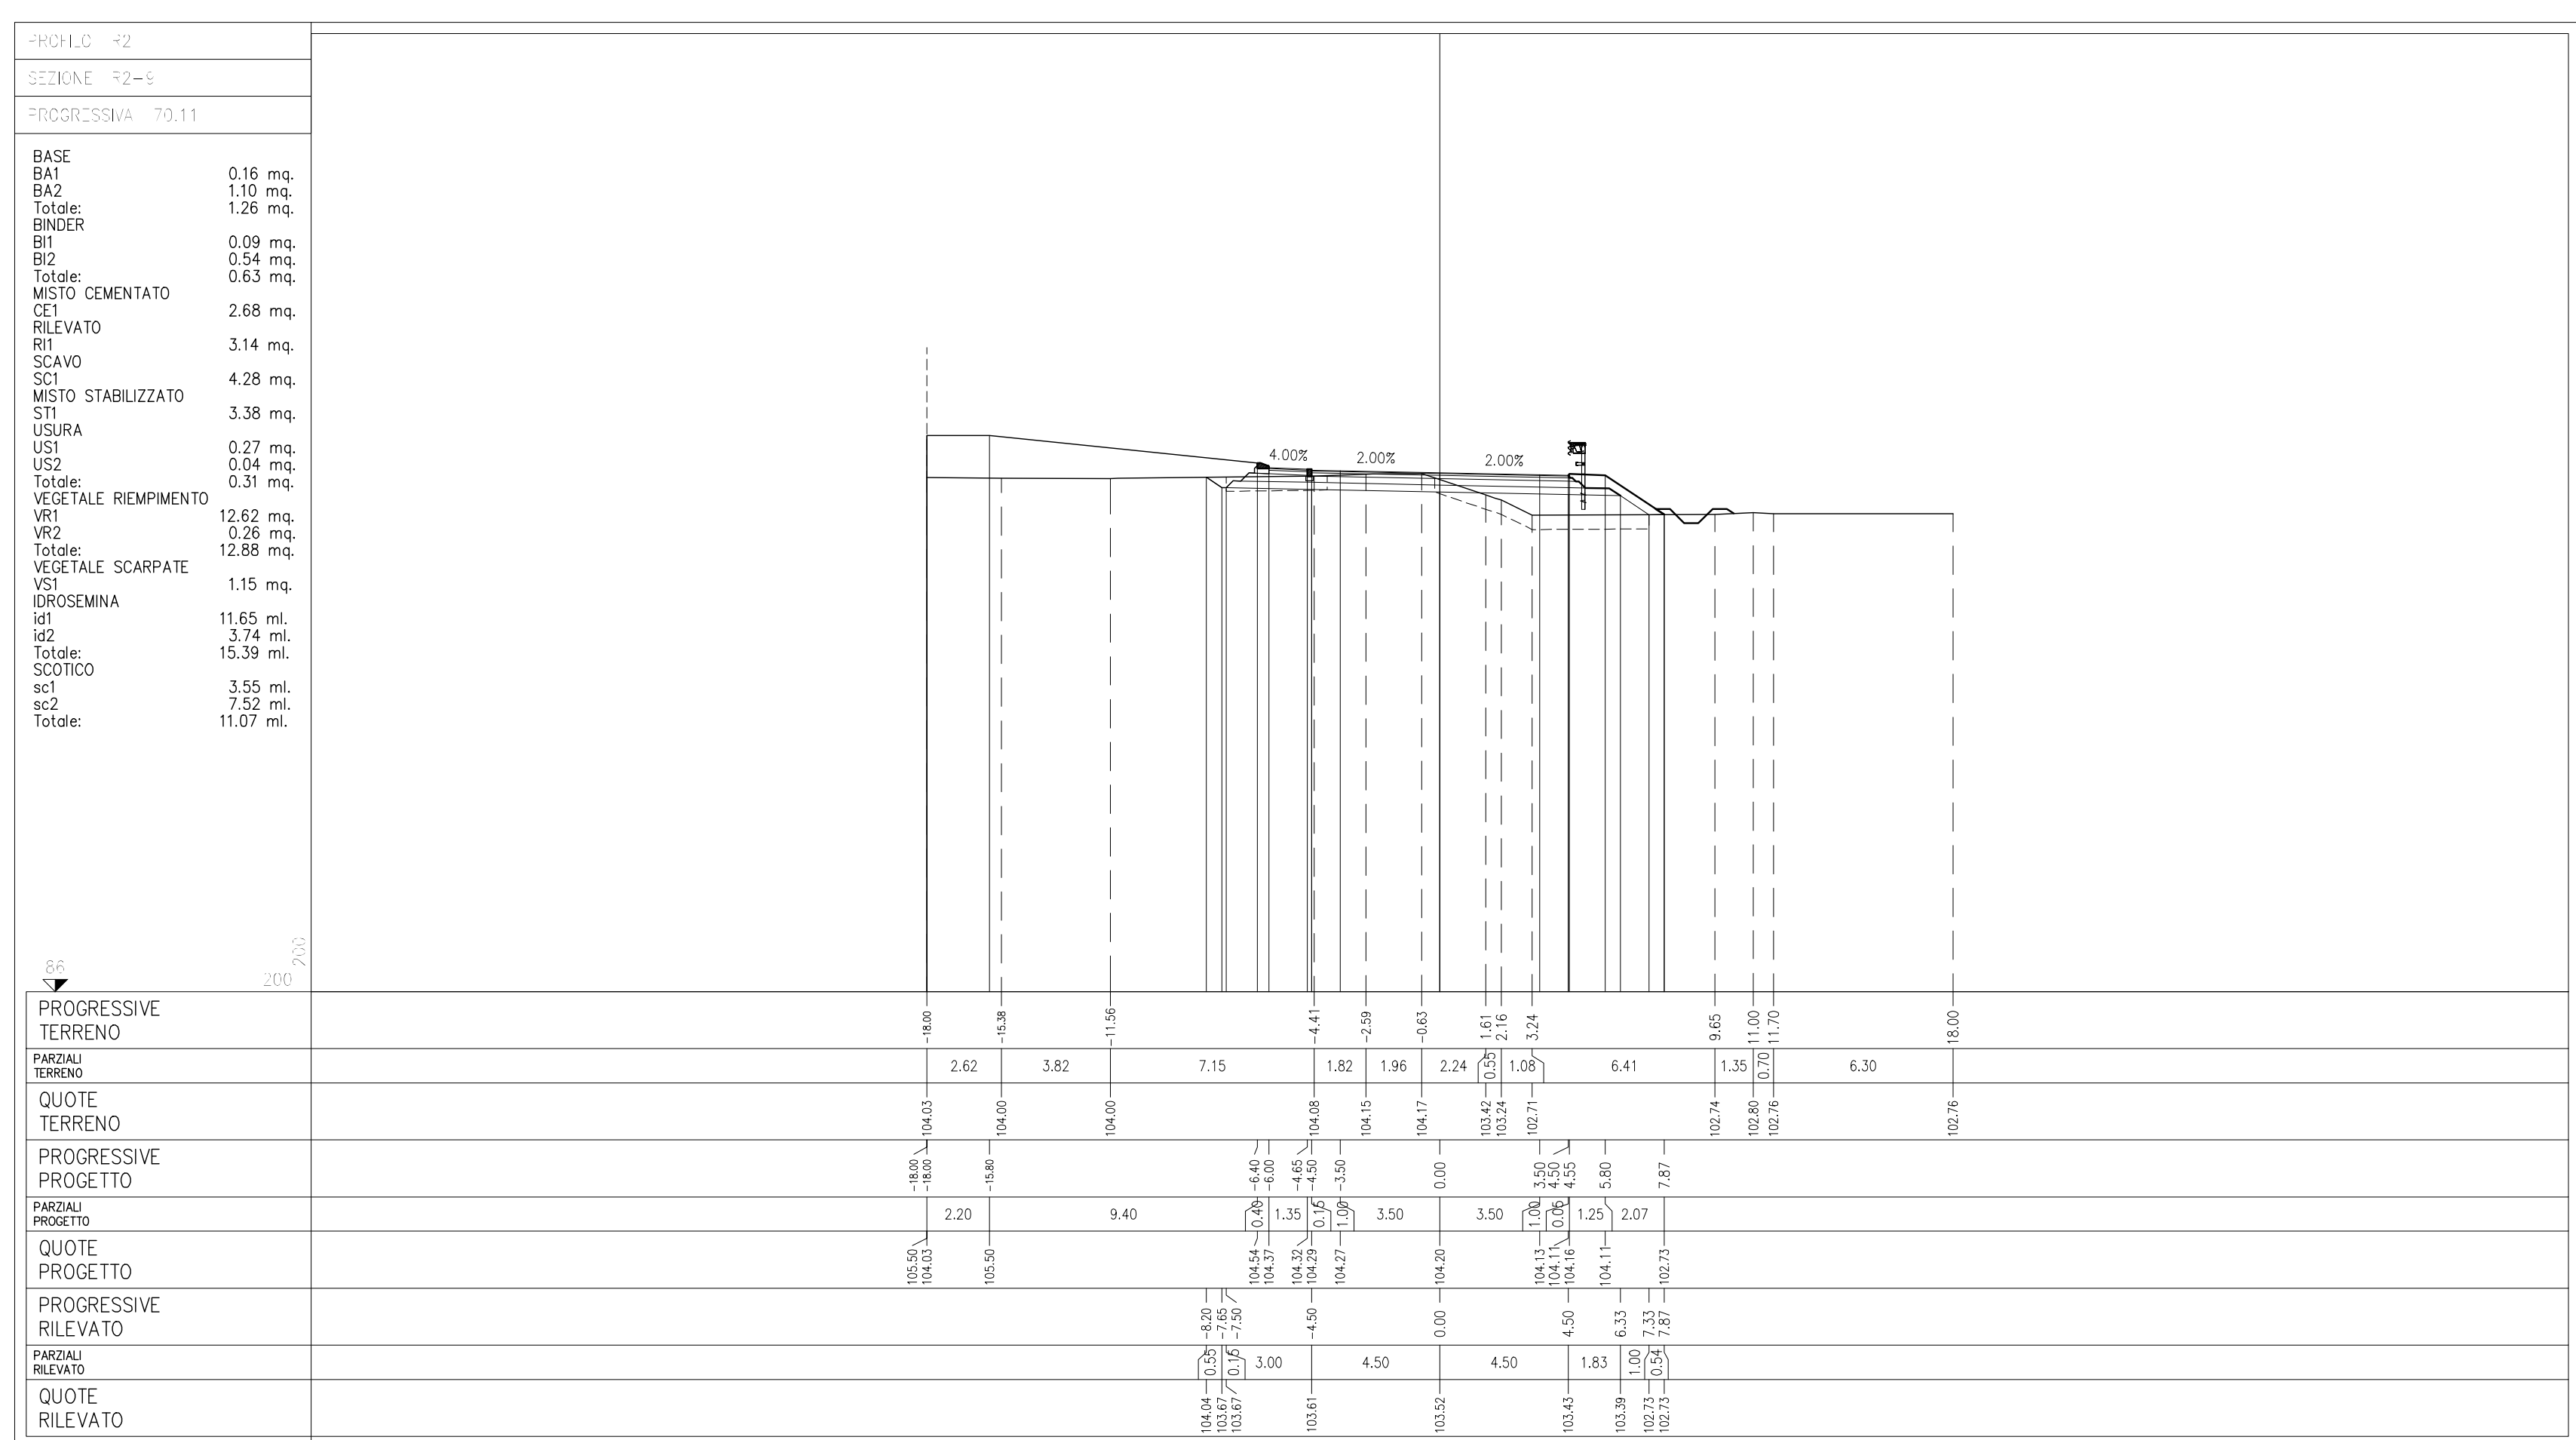 PROFILO R2
SEZIONE R2-9
PROGRESSIVA 70.11
BASE
BA1 0.16 mq.
BA2 1.10 mq.
Totale: 1.26 mq.
BINDER
BI1 0.09 mq.
BI2 0.54 mq.
Totale: 0.63 mq.
MISTO CEMENTATO
CE1 2.68 mq.
RILEVATO
RI1 3.14 mq.
SCAVO
SC1 4.28 mq.
MISTO STABILIZZATO
ST1 3.38 mq.
USURA
US1 0.27 mq.
US2 0.04 mq.
Totale: 0.31 mq.
VEGETALE RIEMPIMENTO
VR1 12.62 mq.
VR2 0.26 mq.
Totale: 12.88 mq.
VEGETALE SCARPATE
VS1 1.15 mq.
IDROSEMINA
id1 11.65 ml.
id2 3.74 ml.
Totale: 15.39 ml.
SCOTICO
sc1 3.55 ml.
sc2 7.52 ml.
Totale: 11.07 ml.
4.00% 2.00% 2.00%
86 200 200
PROGRESSIVE
TERRENO
-18.00 -15.38 -11.56 -4.41 -2.59 -0.63 1.61 2.16 3.24 9.65 11.00 11.70 18.00
PARZIALI
TERRENO
2.62 3.82 7.15 1.82 1.96 2.24 0.55 1.08 6.41 1.35 0.70 6.30
QUOTE
TERRENO
104.03 104.00 104.00 104.08 104.15 104.17 103.42 103.24 102.71 102.74 102.80 102.76 102.76
PROGRESSIVE
PROGETTO
-18.00 -18.00 -15.80 -6.40 -6.00 -4.65 -4.50 -3.50 0.00 3.50 4.50 4.55 5.80 7.87
PARZIALI
PROGETTO
2.20 9.40 0.40 1.35 0.15 1.00 3.50 3.50 1.00 0.05 1.25 2.07
QUOTE
PROGETTO
105.50 104.03 105.50 104.54 104.37 104.32 104.29 104.27 104.20 104.13 104.11 104.16 104.11 102.73
PROGRESSIVE
RILEVATO
-8.20 -7.65 -7.50 -4.50 0.00 4.50 6.33 7.33 7.87
PARZIALI
RILEVATO
0.55 0.15 3.00 4.50 4.50 1.83 1.00 0.54
QUOTE
RILEVATO
104.04 103.67 103.67 103.61 103.52 103.43 103.39 102.73 102.73